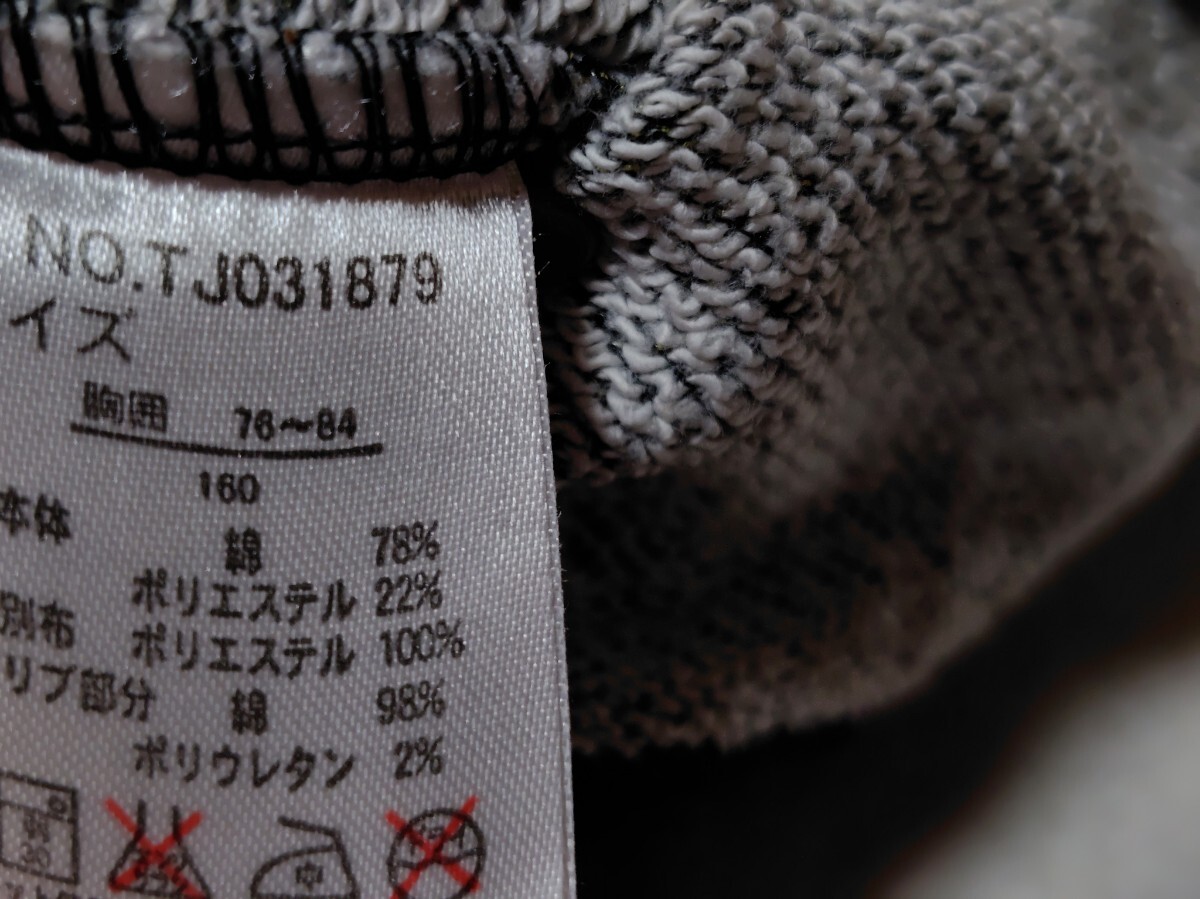 NO.TJ031879
イズ
胸囲 76～84
160
本体 綿 78%
ポリエステル 22%
別布 ポリエステル 100%
リブ部分 綿 98%
ポリウレタン 2%
中